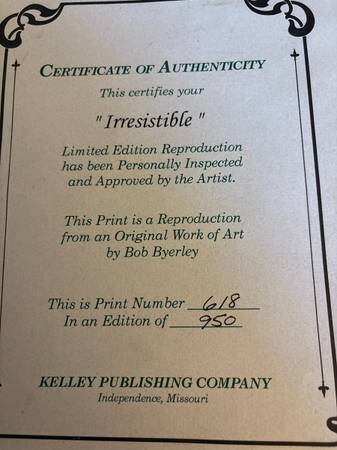 CERTIFICATE OF AUTHENTICITY
This certifies your
"Irresistible"
Limited Edition Reproduction
has been Personally Inspected
and Approved by the Artist.
This Print is a Reproduction
from an Original Work of Art
by Bob Byerley
This is Print Number 618
In an Edition of 950
KELLEY PUBLISHING COMPANY
Independence, Missouri